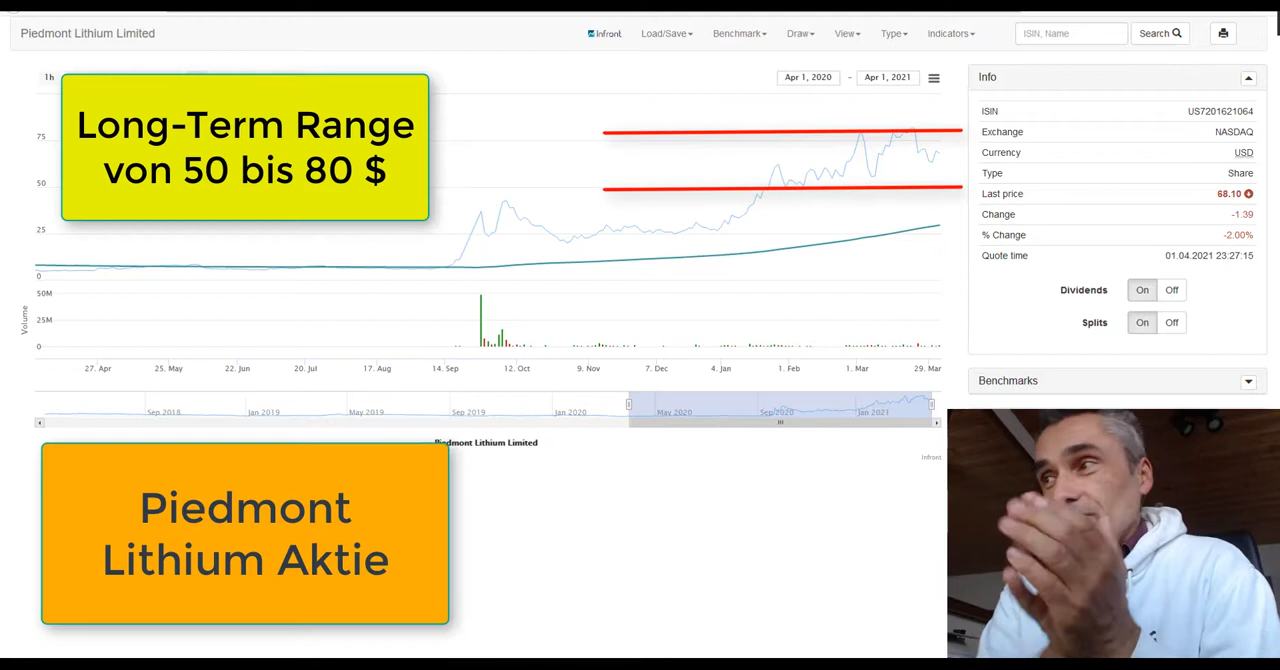 Piedmont Lithium Limited
Infront
Load/Save
Benchmark
Draw
View
Type
Indicators
ISIN, Name
Search
1h
Long-Term Range
von 50 bis 80 $
Apr 1, 2020 - Apr 1, 2021
75
50
25
0
50M
25M
0
Volume
27. Apr 25. May 22. Jun 20. Jul 17. Aug 14. Sep 12. Oct 9. Nov 7. Dec 4. Jan 1. Feb 1. Mar 29. Mar
Sep 2018 Jan 2019 May 2019 Sep 2019 Jan 2020 May 2020 Sep 2020 Jan 2021
Piedmont Lithium Limited
Infront
Info
ISIN US7201621064
Exchange NASDAQ
Currency USD
Type Share
Last price 68.10
Change -1.39
% Change -2.00%
Quote time 01.04.2021 23:27:15
Dividends On Off
Splits On Off
Benchmarks
Piedmont
Lithium Aktie